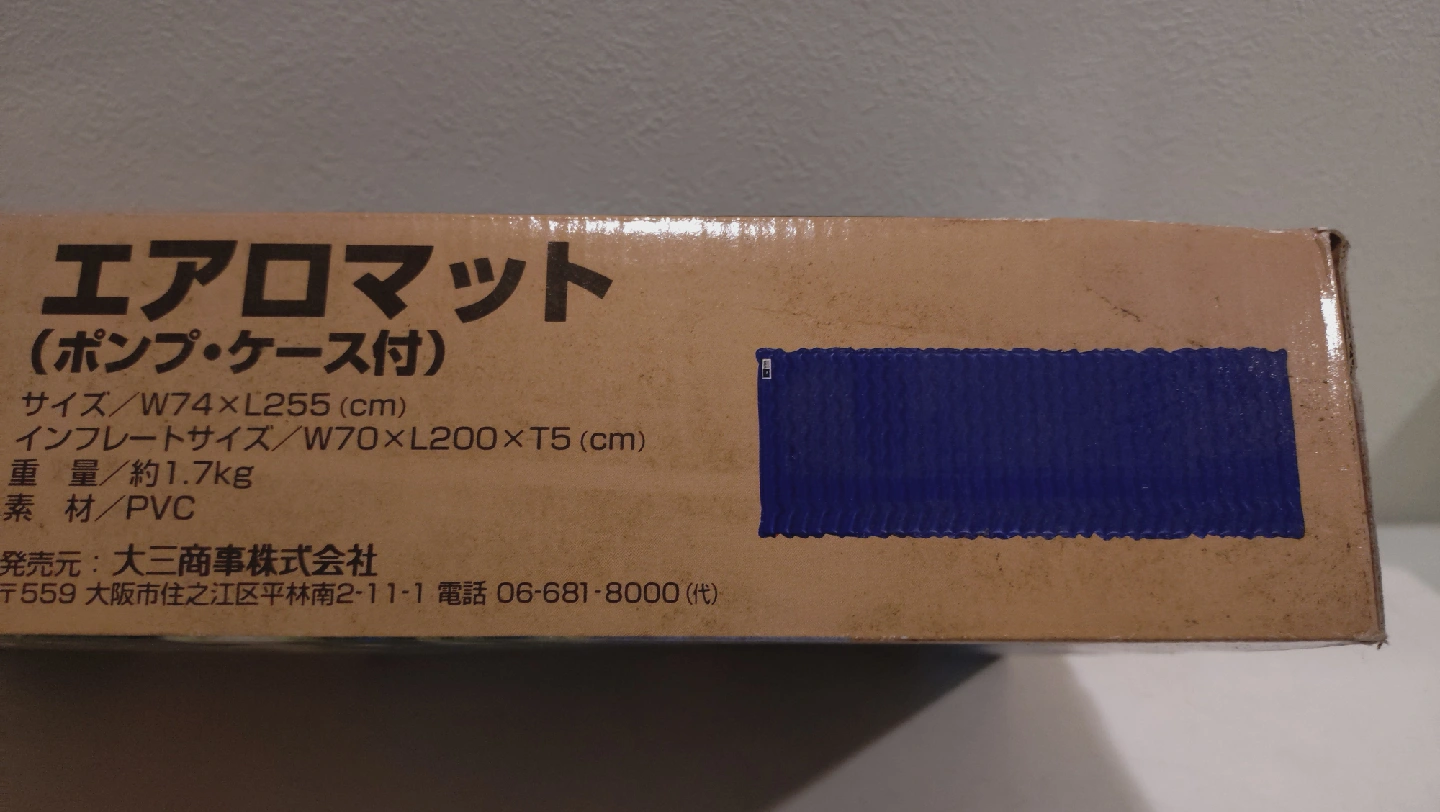 エアロマット
（ポンプ・ケース付）
サイズ／W74×L255（cm）
インフレートサイズ／W70×L200×T5（cm）
重　量／約1.7kg
素　材／PVC
発売元：大三商事株式会社
〒559 大阪市住之江区平林南2-11-1 電話 06-681-8000（代）